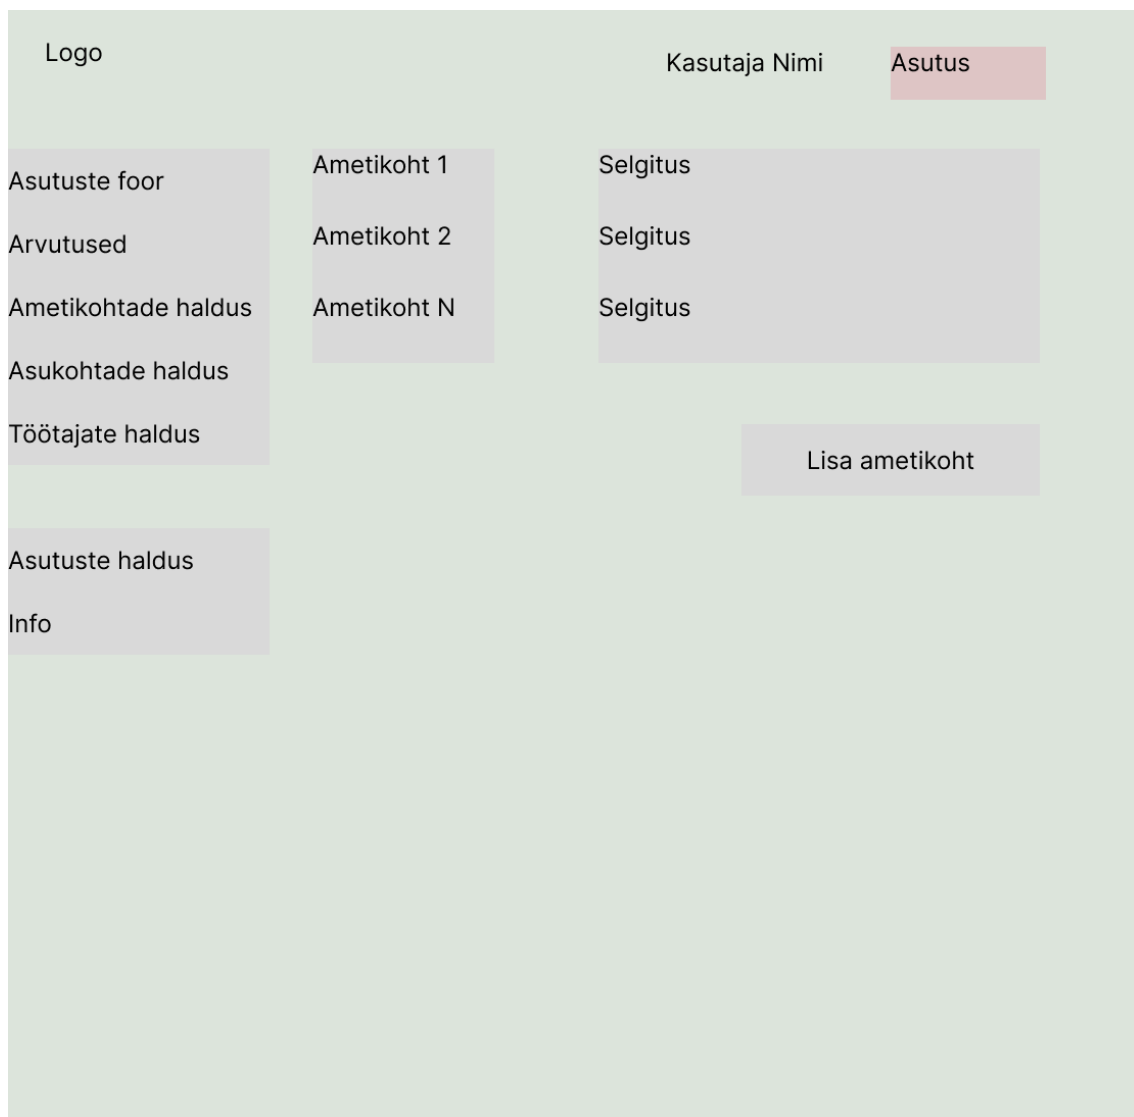 Logo
Kasutaja Nimi
Asutus
Asutuste foor
Arvutused
Ametikohtade haldus
Asukohtade haldus
Töötajate haldus
Asutuste haldus
Info
Ametikoht 1
Selgitus
Ametikoht 2
Selgitus
Ametikoht N
Selgitus
Lisa ametikoht